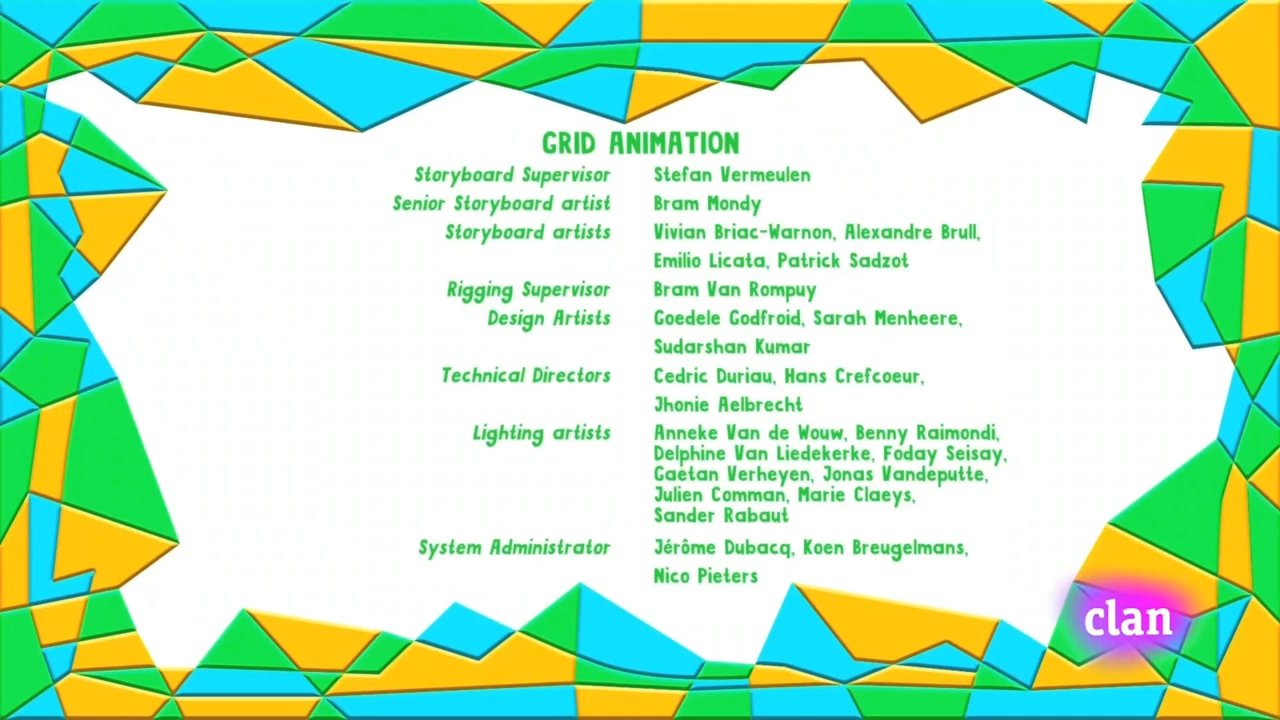 GRID ANIMATION
Storyboard Supervisor Stefan Vermeulen
Senior Storyboard artist Bram Mondy
Storyboard artists Vivian Briac-Warnon, Alexandre Brull,
Emilio Licata, Patrick Sadzot
Rigging Supervisor Bram Van Rompuy
Design Artists Goedele Godfroid, Sarah Menheere,
Sudarshan Kumar
Technical Directors Cedric Duriau, Hans Crefcoeur,
Jhonie Aelbrecht
Lighting artists Anneke Van de Wouw, Benny Raimondi,
Delphine Van Liedekerke, Foday Seisay,
Gaetan Verheyen, Jonas Vandeputte,
Julien Comman, Marie Claeys,
Sander Rabaut
System Administrator Jérôme Dubacq, Koen Breugelmans,
Nico Pieters
clan